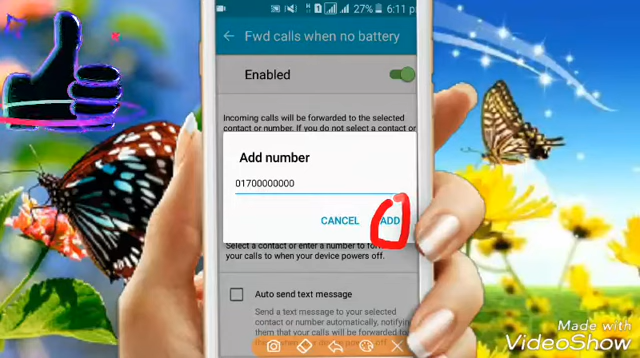 27% 6:11 pm
Fwd calls when no battery
Enabled
Incoming calls will be forwarded to the selected
contact or number. If you do not select a contact or
Add number
01700000000
CANCEL ADD
Select a contact or enter a number to
your calls to when your device powers off.
Auto send text message
Send a text message to your selected
contact or number automatically, notifying
them that your calls will be forwarded to
Made with
VideoShow